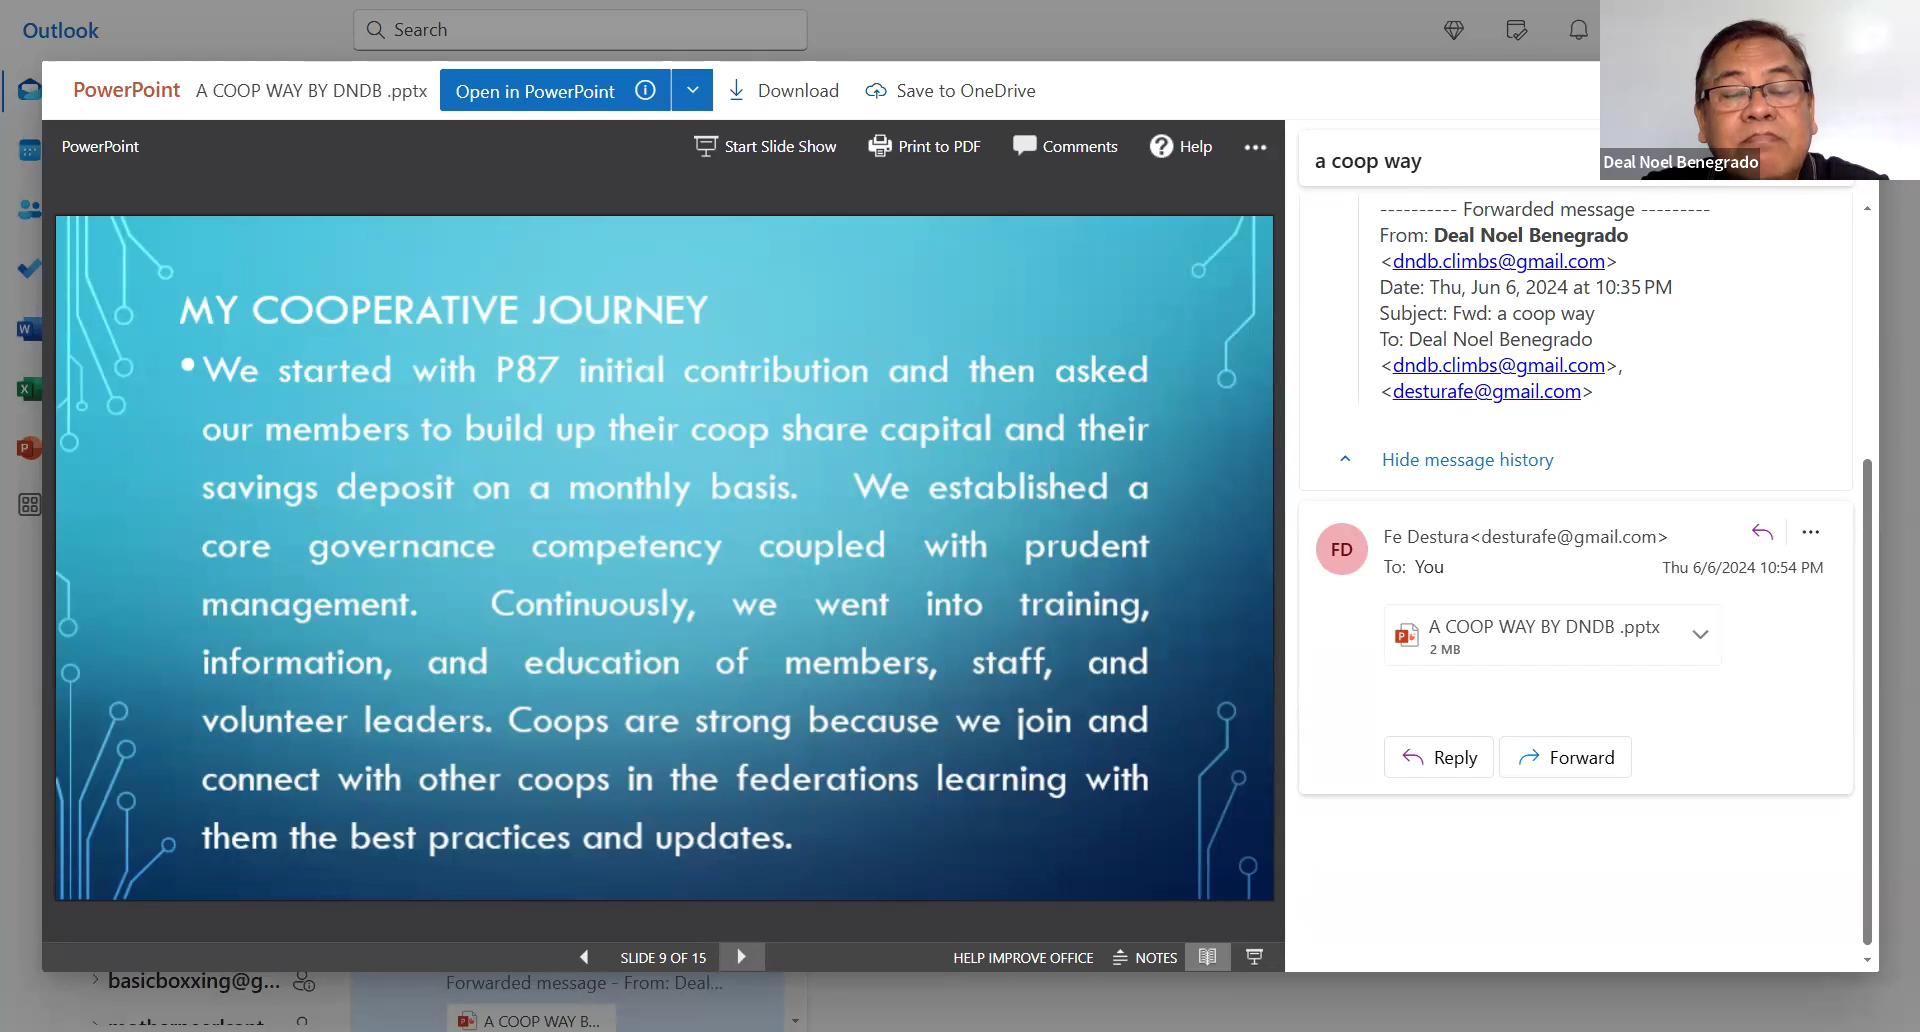 Outlook
Search
PowerPoint A COOP WAY BY DNDB .pptx Open in PowerPoint Download Save to OneDrive
PowerPoint Start Slide Show Print to PDF Comments Help
MY COOPERATIVE JOURNEY
• We started with P87 initial contribution and then asked
our members to build up their coop share capital and their
savings deposit on a monthly basis. We established a
core governance competency coupled with prudent
management. Continuously, we went into training,
information, and education of members, staff, and
volunteer leaders. Coops are strong because we join and
connect with other coops in the federations learning with
them the best practices and updates.
SLIDE 9 OF 15 HELP IMPROVE OFFICE NOTES
Deal Noel Benegrado
a coop way
---------- Forwarded message ---------
From: Deal Noel Benegrado
<dndb.climbs@gmail.com>
Date: Thu, Jun 6, 2024 at 10:35 PM
Subject: Fwd: a coop way
To: Deal Noel Benegrado
<dndb.climbs@gmail.com>,
<desturafe@gmail.com>
Hide message history
FD
Fe Destura<desturafe@gmail.com>
To: You
Thu 6/6/2024 10:54 PM
A COOP WAY BY DNDB .pptx
2 MB
Reply Forward
basicboxxing@g...
Forwarded message - From: Deal...
A COOP WAY B...